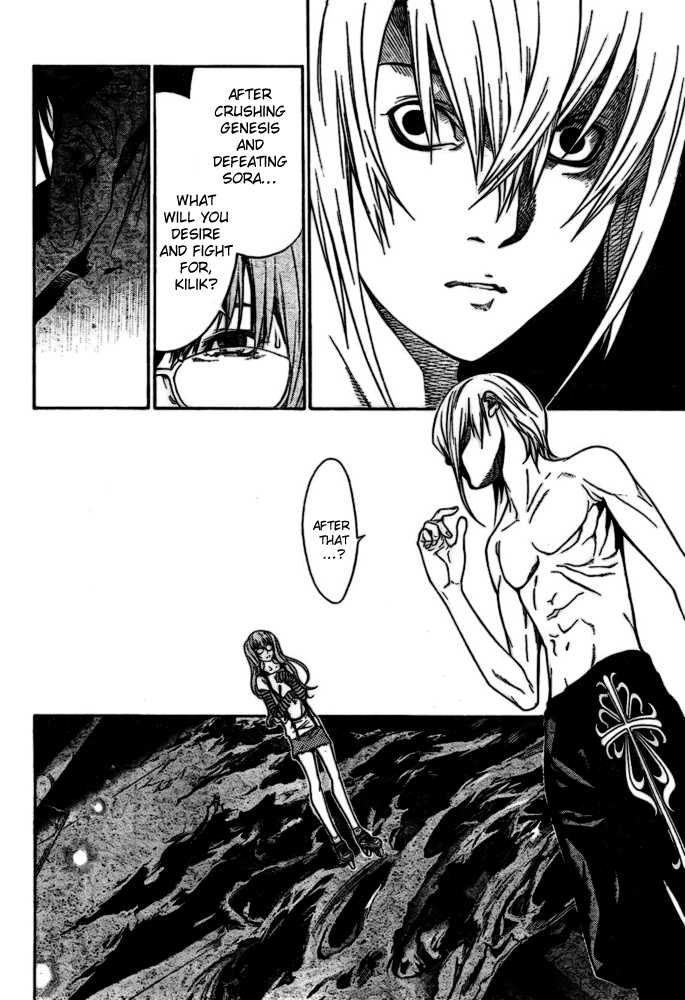 AFTER
CRUSHING
GENESIS
AND
DEFEATING
SORA...
WHAT
WILL YOU
DESIRE
AND FIGHT
FOR,
KILIK?
AFTER
THAT
...?